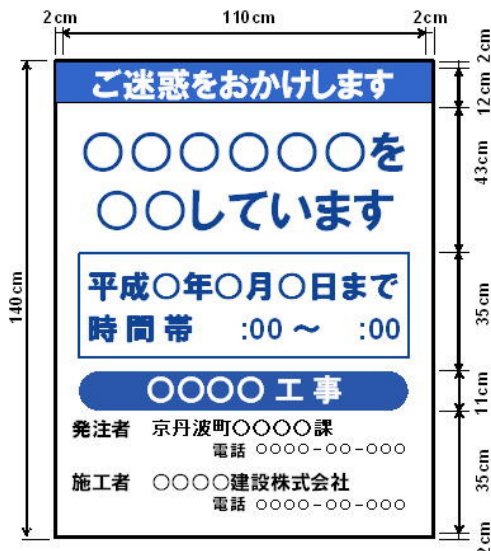 2cm 110cm 2cm
2cm
12cm
43cm
35cm
11cm
35cm
2cm
140cm
ご迷惑をおかけします
○○○○○○を
○○しています
平成○年○月○日まで
時間帯 :00～ :00
○○○○工事
発注者 京丹波町○○○○課
電話 ○○○○-○○-○○○
施工者 ○○○○建設株式会社
電話 ○○○○-○○-○○○